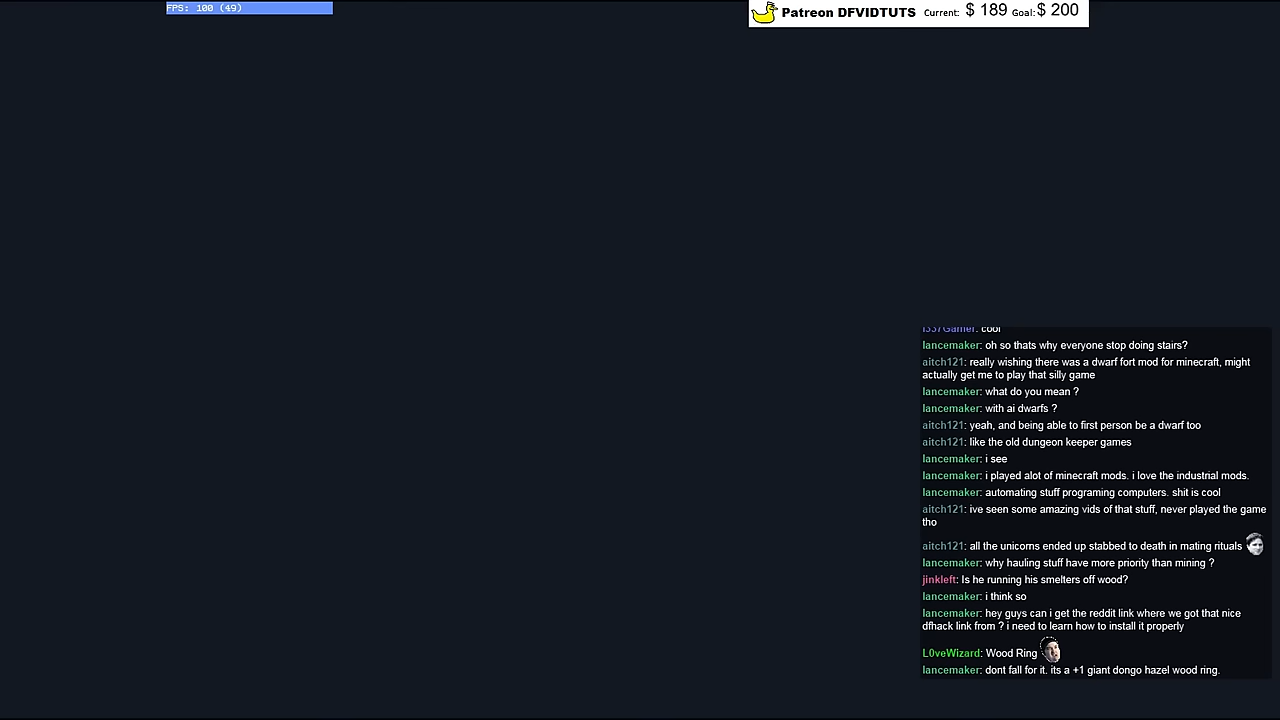 FPS: 100 (49)
Patreon DFVIDTUTS Current: $ 189 Goal: $ 200
l337Gamer: cool
lancemaker: oh so thats why everyone stop doing stairs?
aitch121: really wishing there was a dwarf fort mod for minecraft, might
actually get me to play that silly game
lancemaker: what do you mean ?
lancemaker: with ai dwarfs ?
aitch121: yeah, and being able to first person be a dwarf too
aitch121: like the old dungeon keeper games
lancemaker: i see
lancemaker: i played alot of minecraft mods. i love the industrial mods.
lancemaker: automating stuff programing computers. shit is cool
aitch121: ive seen some amazing vids of that stuff, never played the game
tho
aitch121: all the unicorns ended up stabbed to death in mating rituals
lancemaker: why hauling stuff have more priority than mining ?
jinkleft: Is he running his smelters off wood?
lancemaker: i think so
lancemaker: hey guys can i get the reddit link where we got that nice
dfhack link from ? i need to learn how to install it properly
L0veWizard: Wood Ring
lancemaker: dont fall for it. its a +1 giant dongo hazel wood ring.